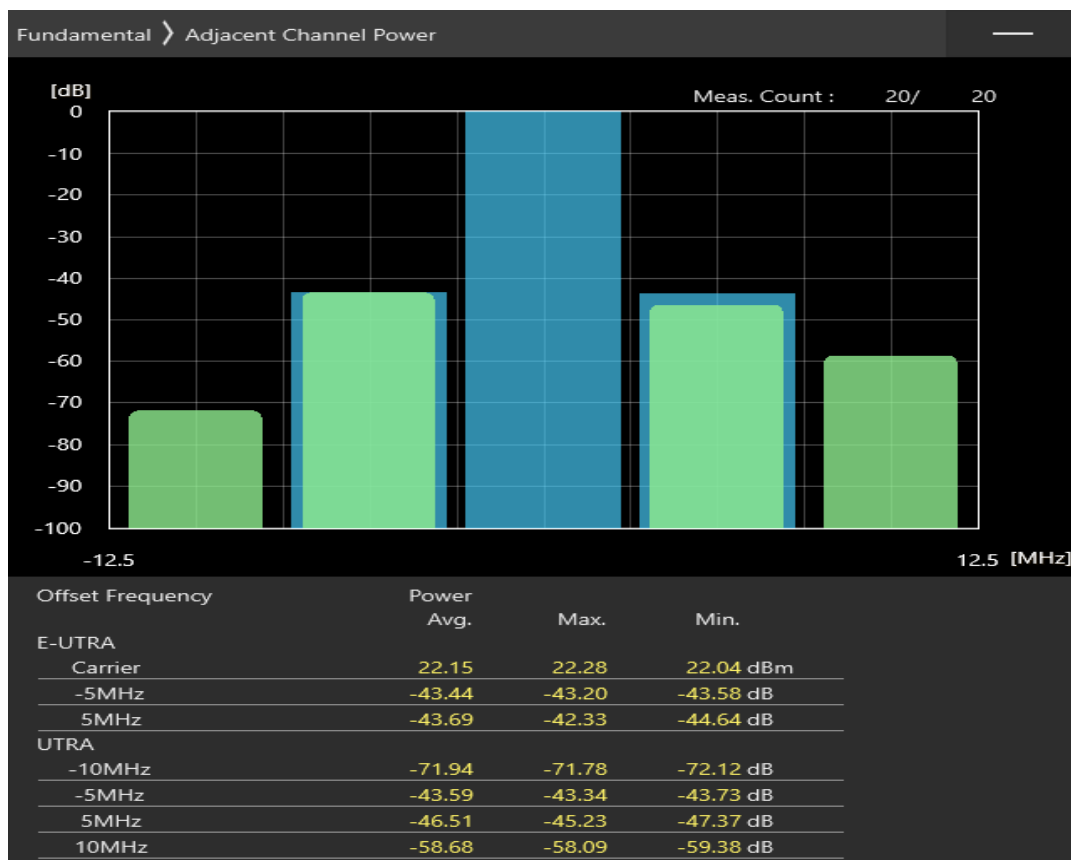 Fundamental ❯ Adjacent Channel Power
[dB]
Meas. Count : 20/ 20
0
-10
-20
-30
-40
-50
-60
-70
-80
-90
-100
-12.5 12.5 [MHz]
Offset Frequency Power
Avg. Max. Min.
E-UTRA
Carrier 22.15 22.28 22.04 dBm
-5MHz -43.44 -43.20 -43.58 dB
5MHz -43.69 -42.33 -44.64 dB
UTRA
-10MHz -71.94 -71.78 -72.12 dB
-5MHz -43.59 -43.34 -43.73 dB
5MHz -46.51 -45.23 -47.37 dB
10MHz -58.68 -58.09 -59.38 dB